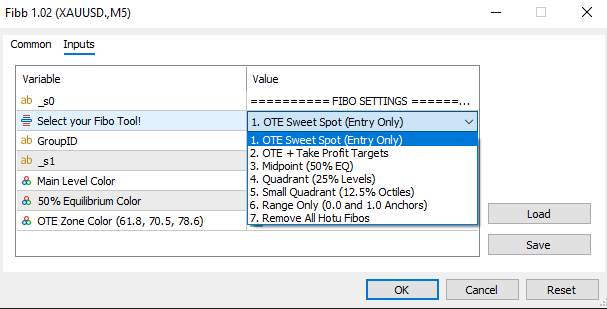 Fibb 1.02 (XAUUSD.,M5)
Common Inputs
Variable Value
ab _s0 ========== FIBO SETTINGS ======...
Select your Fibo Tool! 1. OTE Sweet Spot (Entry Only)
1. OTE Sweet Spot (Entry Only)
ab GroupID
2. OTE + Take Profit Targets
ab _s1
3. Midpoint (50% EQ)
4. Quadrant (25% Levels)
Main Level Color
5. Small Quadrant (12.5% Octiles)
50% Equilibrium Color
6. Range Only (0.0 and 1.0 Anchors)
OTE Zone Color (61.8, 70.5, 78.6)
7. Remove All Hotu Fibos
Load
Save
OK Cancel Reset